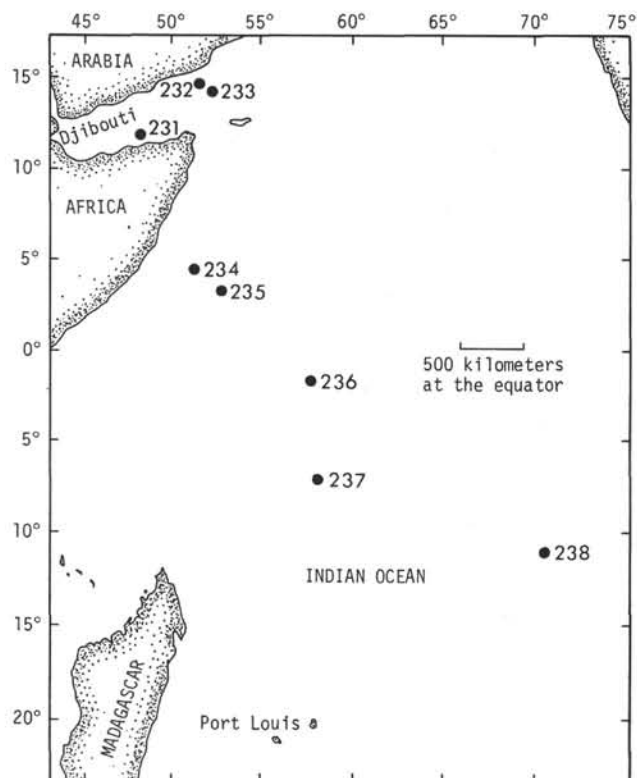 45° 50° 55° 60° 65° 70° 75°
ARABIA
15°
232 233
Djibouti
231
10°
AFRICA
5°
234
235
0°
500 kilometers
at the equator
236
5°
237
10°
238
INDIAN OCEAN
15°
MADAGASCAR
20°
Port Louis